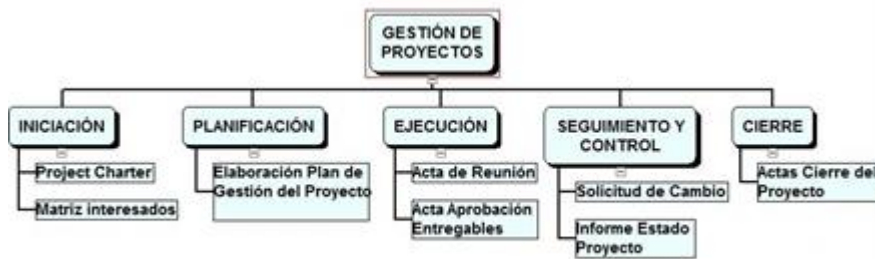 GESTIÓN DE
PROYECTOS
INICIACIÓN
Project Charter
Matriz interesados
PLANIFICACIÓN
Elaboración Plan de
Gestión del Proyecto
EJECUCIÓN
Acta de Reunión
Acta Aprobación
Entregables
SEGUIMIENTO Y
CONTROL
Solicitud de Cambio
Informe Estado
Proyecto
CIERRE
Actas Cierre del
Proyecto